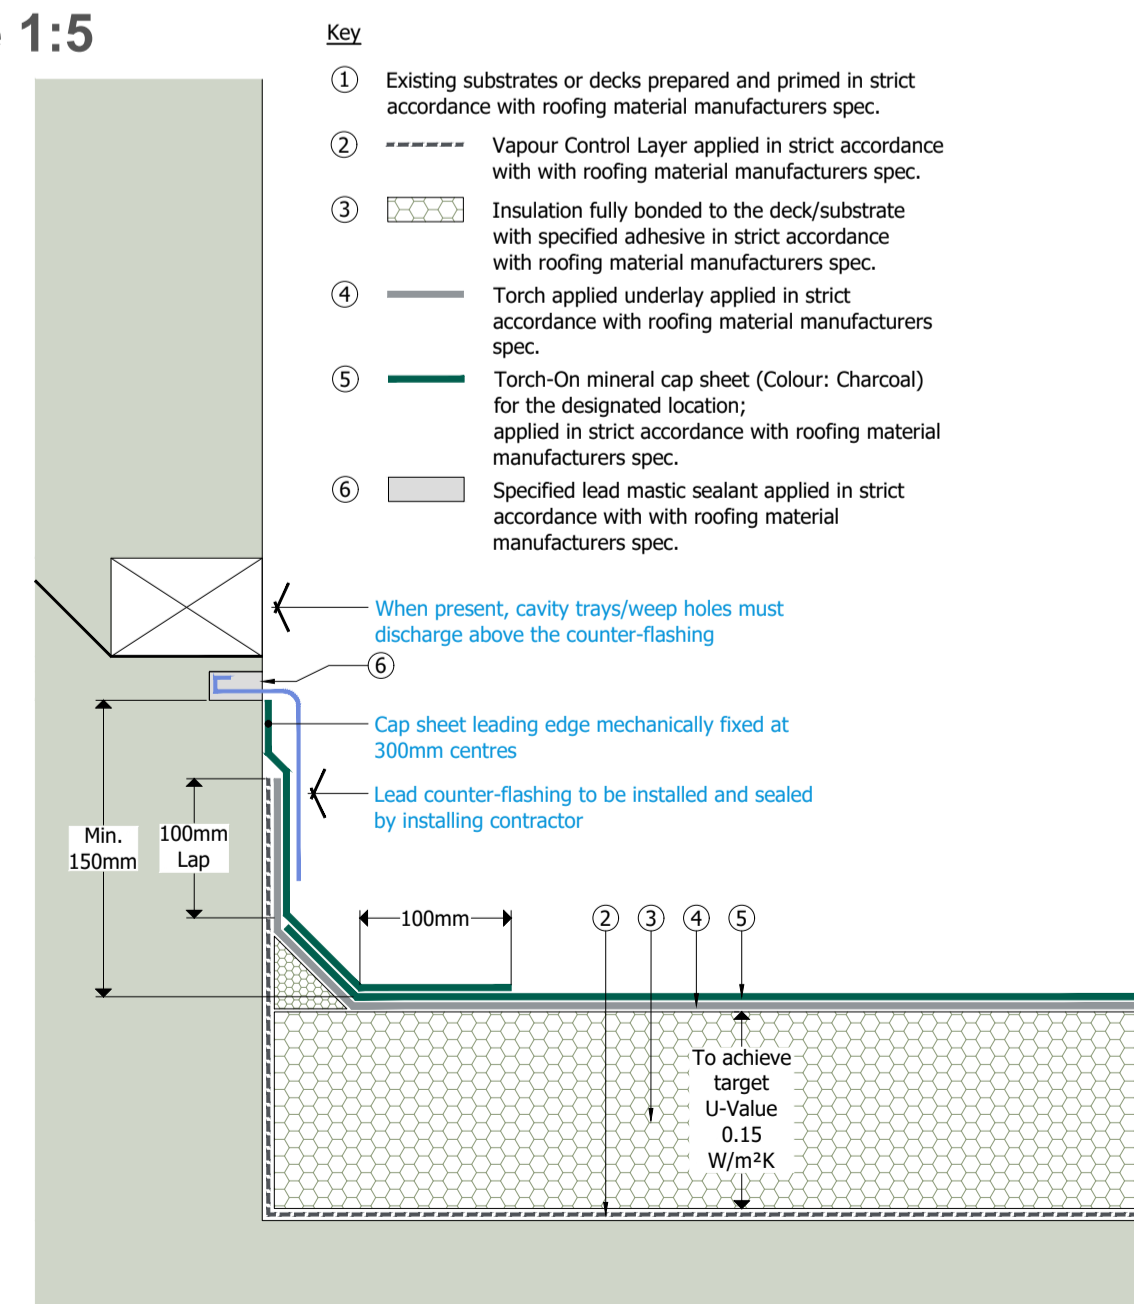 1:5
Key
1 Existing substrates or decks prepared and primed in strict
accordance with roofing material manufacturers spec.
2 Vapour Control Layer applied in strict accordance
with with roofing material manufacturers spec.
3 Insulation fully bonded to the deck/substrate
with specified adhesive in strict accordance
with roofing material manufacturers spec.
4 Torch applied underlay applied in strict
accordance with roofing material manufacturers
spec.
5 Torch-On mineral cap sheet (Colour: Charcoal)
for the designated location;
applied in strict accordance with roofing material
manufacturers spec.
6 Specified lead mastic sealant applied in strict
accordance with with roofing material
manufacturers spec.
When present, cavity trays/weep holes must
discharge above the counter-flashing
6
Cap sheet leading edge mechanically fixed at
300mm centres
Lead counter-flashing to be installed and sealed
by installing contractor
Min.
150mm
100mm
Lap
100mm
2 3 4 5
To achieve
target
U-Value
0.15
W/m²K